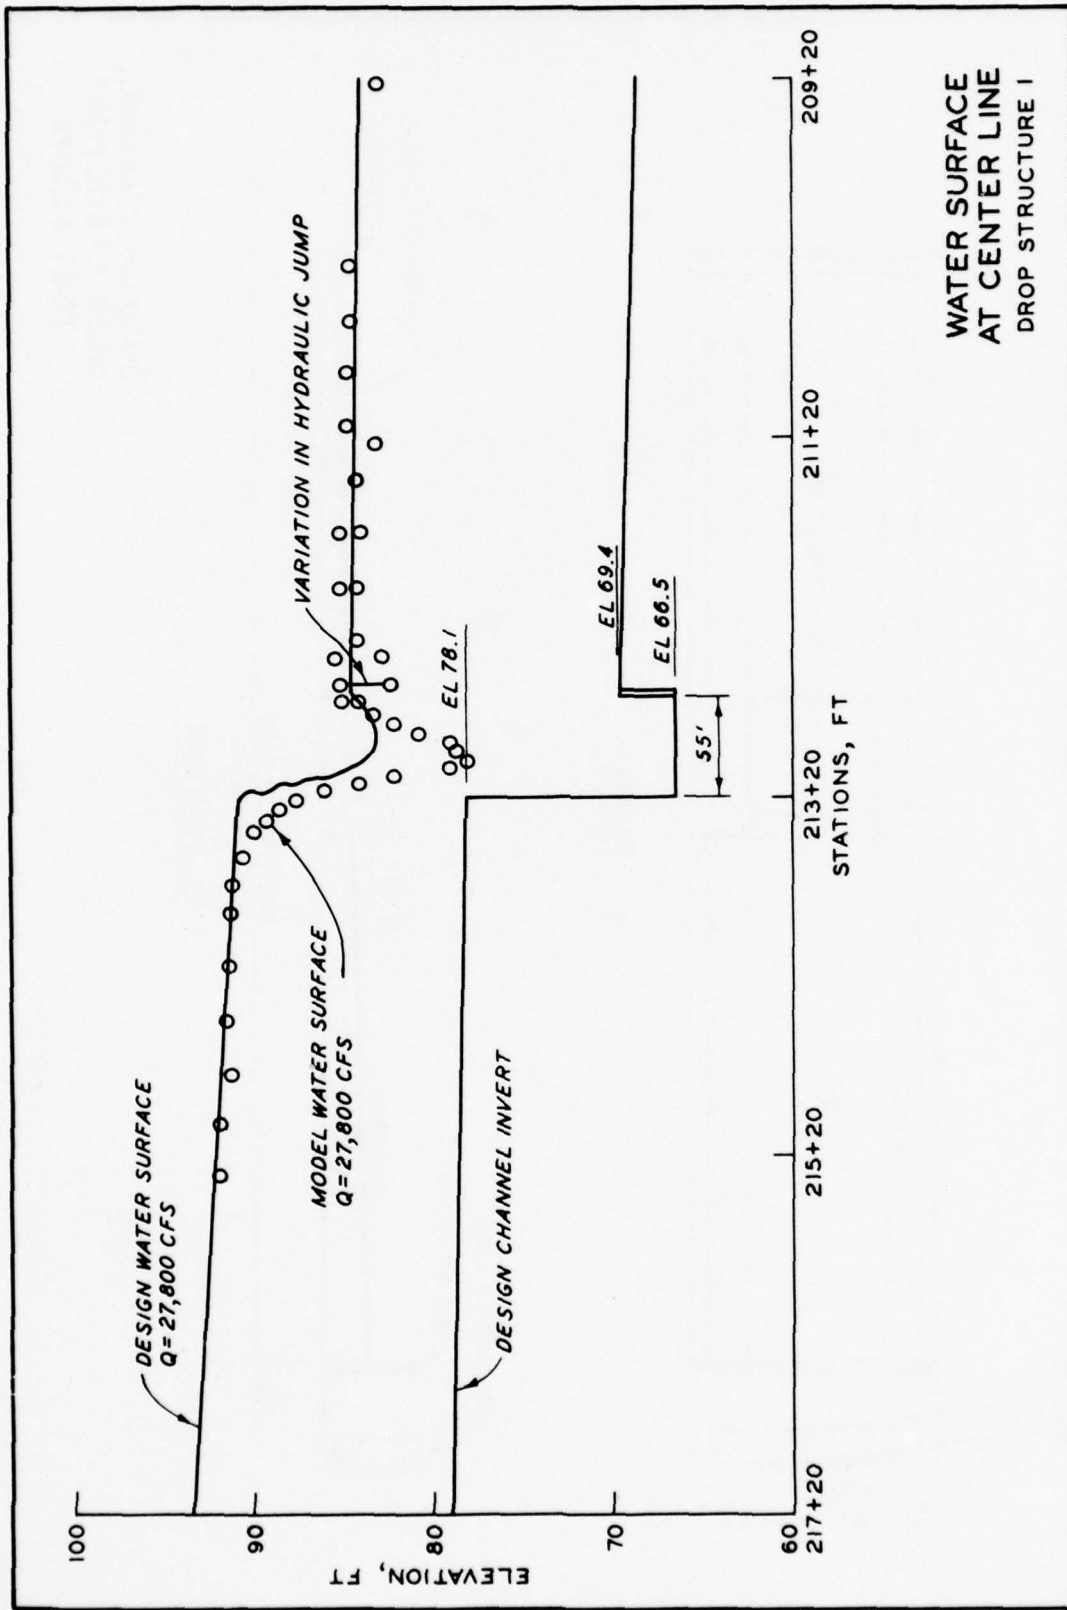 ELEVATION, FT
100
90
80
70
60
217+20
215+20
213+20
211+20
209+20
STATIONS, FT
DESIGN WATER SURFACE
Q=27,800 CFS
MODEL WATER SURFACE
Q=27,800 CFS
DESIGN CHANNEL INVERT
VARIATION IN HYDRAULIC JUMP
EL 78.1
EL 69.4
EL 66.5
55'
WATER SURFACE
AT CENTER LINE
DROP STRUCTURE 1